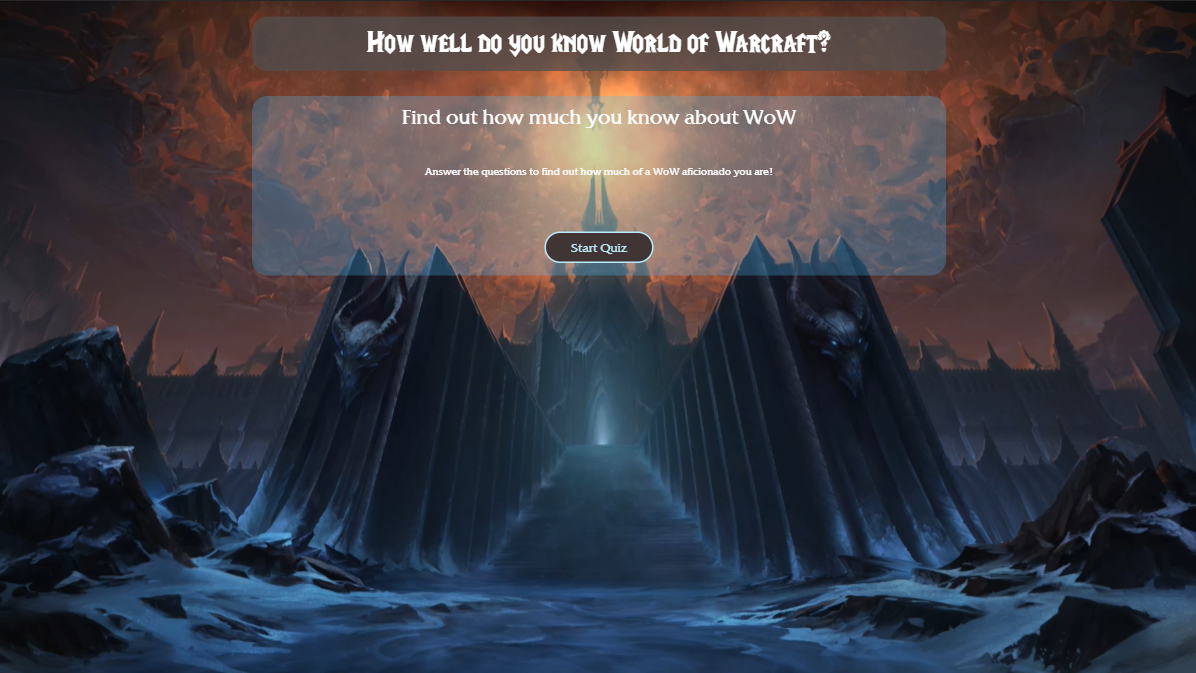 How well do you know World of Warcraft?
Find out how much you know about WoW
Answer the questions to find out how much of a WoW aficionado you are!
Start Quiz